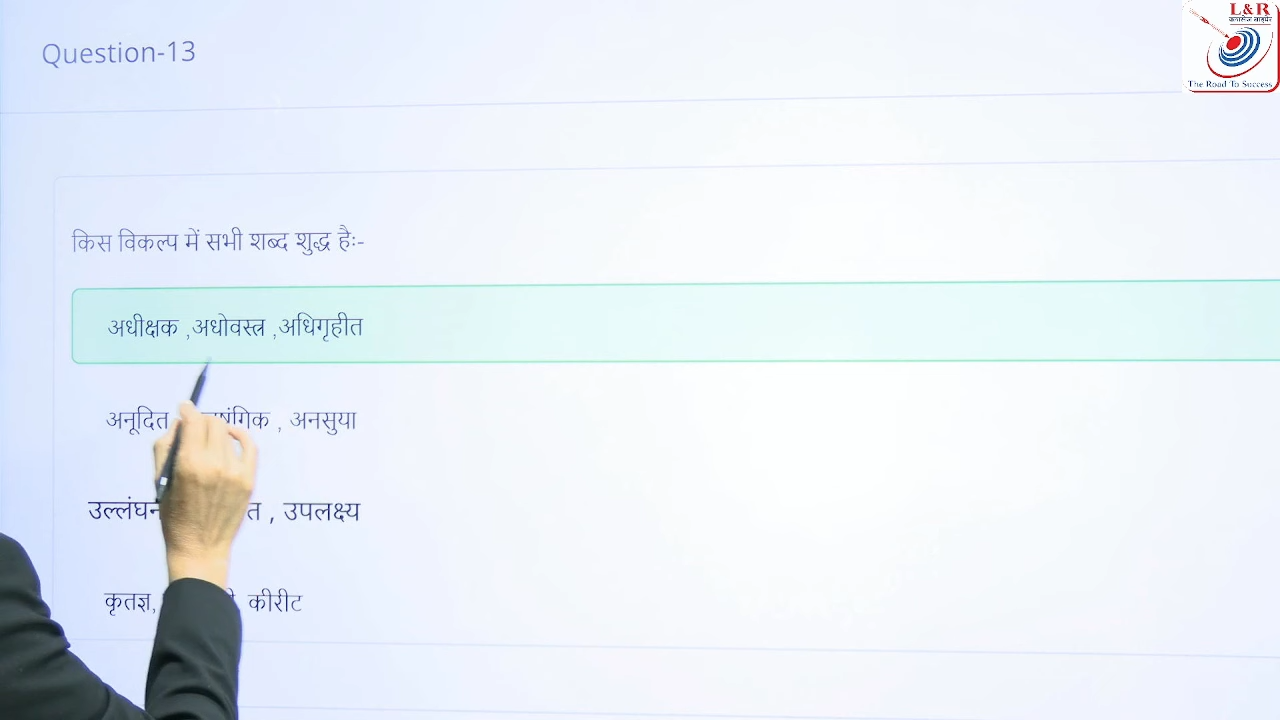 L&R
Question-13
The Road To Success
किस विकल्प में सभी शब्द शुद्ध हैः-
अधीक्षक ,अधोवस्त्र ,अधिगृहीत
अनूदित , अनसुया
उल्लंघन , उपलक्ष्य
कृतज्ञ, कीरीट